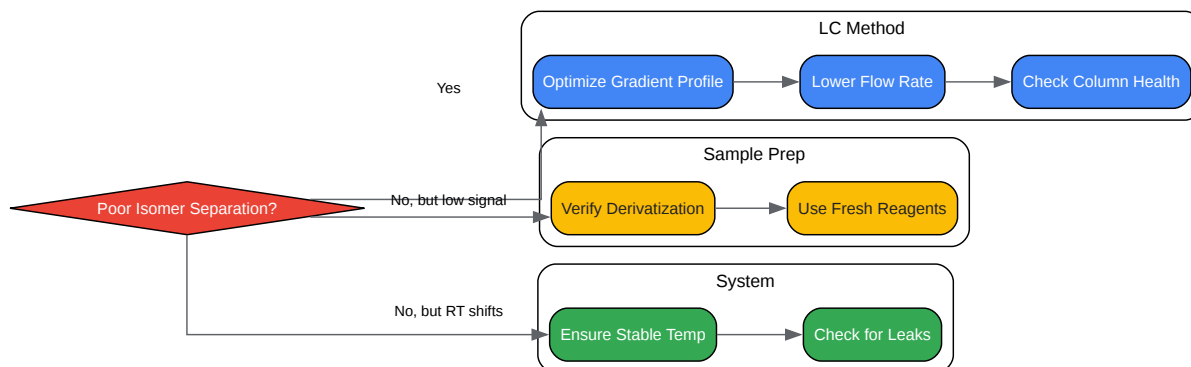 LC Method
Optimize Gradient Profile
Lower Flow Rate
Check Column Health
Yes
Sample Prep
Poor Isomer Separation?
No, but low signal
Verify Derivatization
Use Fresh Reagents
System
No, but RT shifts
Ensure Stable Temp
Check for Leaks